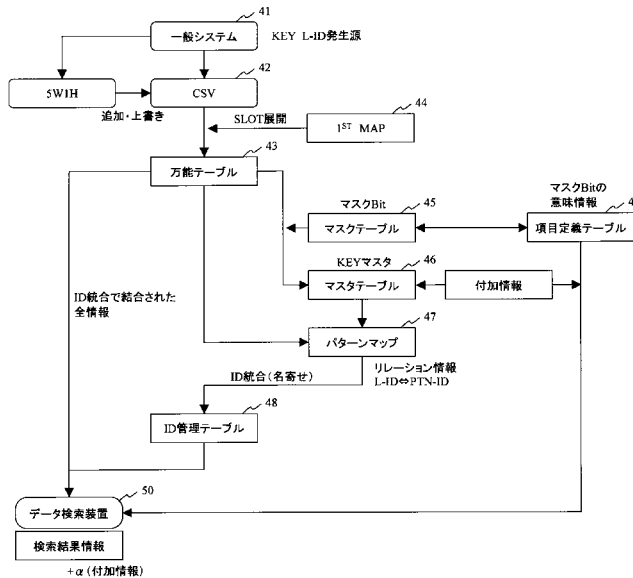 41
一般システム
KEY L-ID発生源
42
5W1H
CSV
追加・上書き
44
SLOT展開
1ST MAP
43
万能テーブル
マスクBit
45
マスクテーブル
マスクBitの
意味情報
4
項目定義テーブル
KEYマスタ
46
マスタテーブル
付加情報
ID統合で結合された
全情報
47
パターンマップ
リレーション情報
L-ID⇔PTN-ID
ID統合(名寄せ)
48
ID管理テーブル
50
データ検索装置
検索結果情報
+α(付加情報)